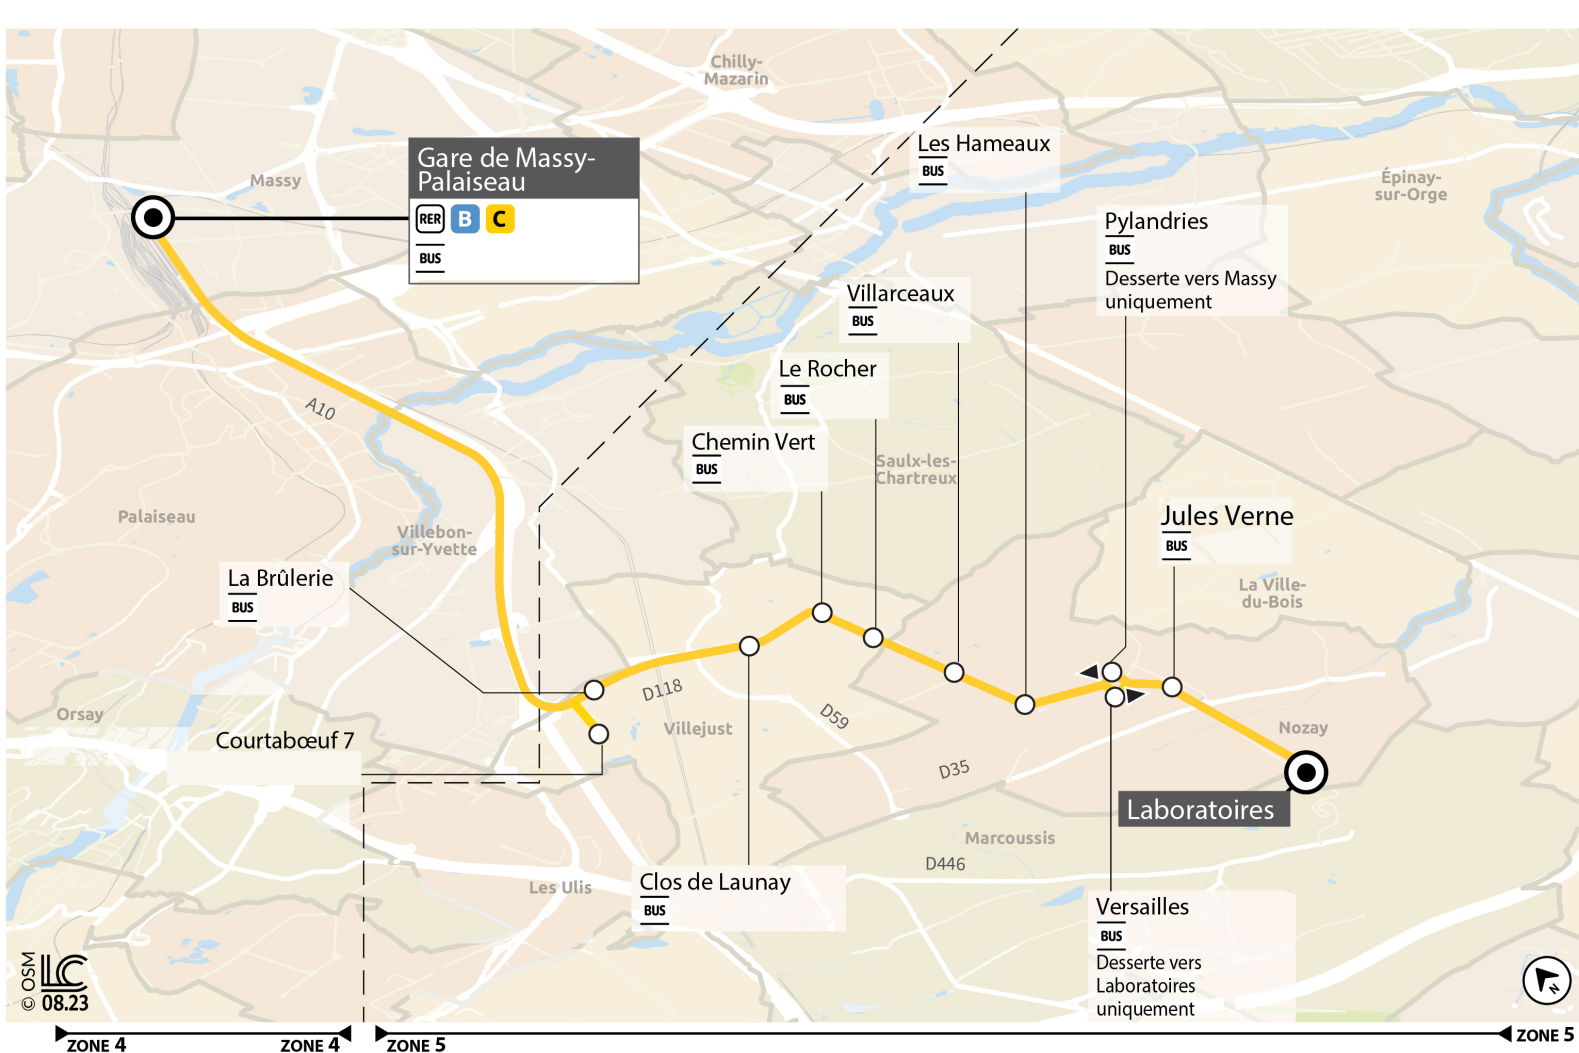 Chilly-
Mazarin
Les Hameaux
BUS
Gare de Massy-
Palaiseau
RER B C
BUS
Massy
Épinay-
sur-Orge
Pylandries
BUS
Desserte vers Massy
uniquement
Villarceaux
BUS
Le Rocher
BUS
A10
Chemin Vert
BUS
Saulx-les-
Chartreux
Palaiseau
Villebon-
sur-Yvette
Jules Verne
BUS
La Brûlerie
BUS
La Ville-
du-Bois
D118
Orsay
Villejust
D59
Nozay
Courtabœuf 7
D35
Laboratoires
Marcoussis
D446
Les Ulis
Clos de Launay
BUS
Versailles
BUS
Desserte vers
Laboratoires
uniquement
© OSM
LC
08.23
N
ZONE 4
ZONE 4
ZONE 5
ZONE 5